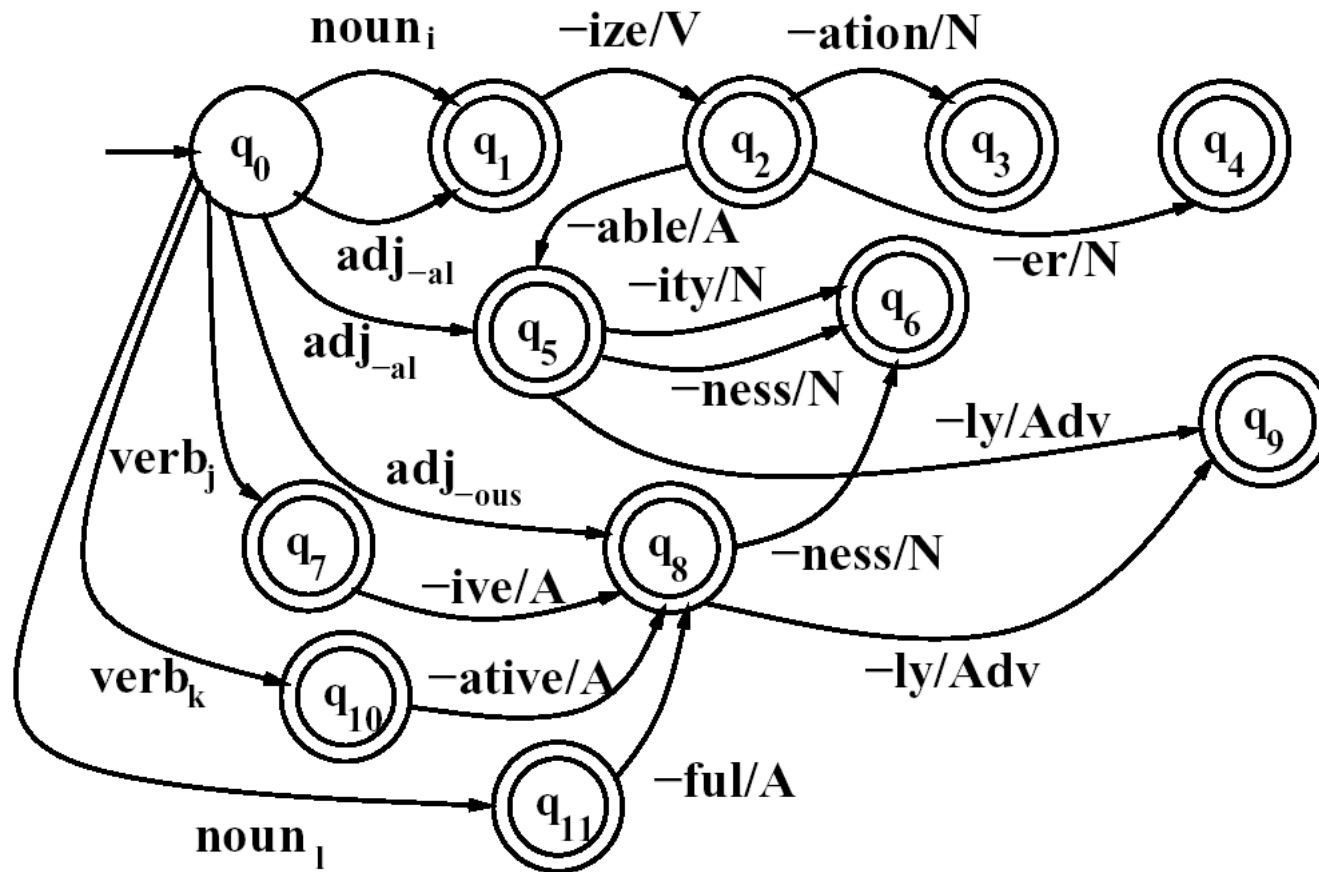 noun_i
−ize/V
−ation/N
q_0
q_1
q_2
q_3
q_4
adj_−al
−able/A
−er/N
−ity/N
q_5
q_6
adj_−al
−ness/N
−ly/Adv
q_9
verb_j
adj_−ous
q_7
q_8
−ness/N
−ive/A
verb_k
−ative/A
−ly/Adv
q_10
−ful/A
q_11
noun_l